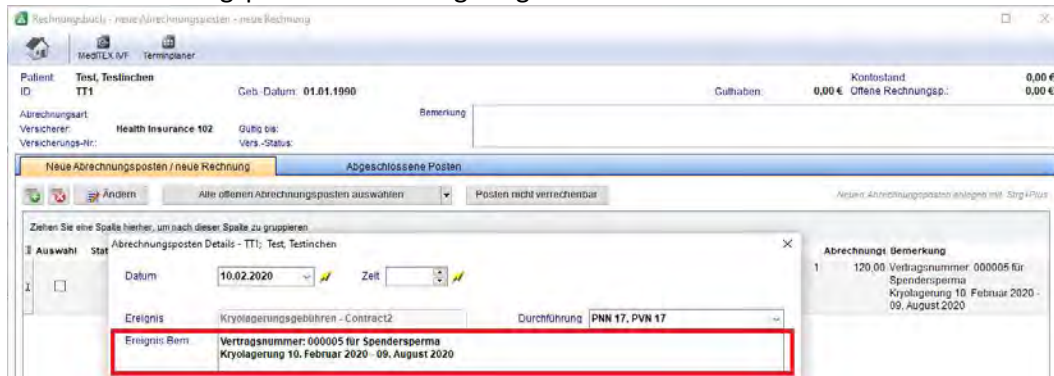 Rechnungsbuch - neue Abrechnungsposten - neue Rechnung
MediTEX IVF Terminplaner
Patient: Test, Testinchen Kontostand: 0,00 €
ID: TT1 Geb.-Datum: 01.01.1990 Guthaben: 0,00 € Offene Rechnungsp.: 0,00 €
Abrechnungsart: Bemerkung
Versicherer: Health Insurance 102 Gültig bis:
Versicherungs-Nr.: Vers.-Status:
Neue Abrechnungsposten / neue Rechnung Abgeschlossene Posten
Ändern Alle offenen Abrechnungsposten auswählen Posten nicht verrechenbar Neuen Abrechnungsposten anlegen mit Strg+Plus
Ziehen Sie eine Spalte hierher, um nach dieser Spalte zu gruppieren
Auswahl Stat Abrechnungsposten Details - TT1; Test, Testinchen Abrechnungs Bemerkung
Datum 10.02.2020 Zeit
1 120,00 Vertragsnummer: 000005 für
Spendersperma
Kryolagerung 10. Februar 2020 -
09. August 2020
Ereignis Kryolagerungsgebühren - Contract2 Durchführung PNN 17, PVN 17
Ereignis Bem. Vertragsnummer: 000005 für Spendersperma
Kryolagerung 10. Februar 2020 - 09. August 2020